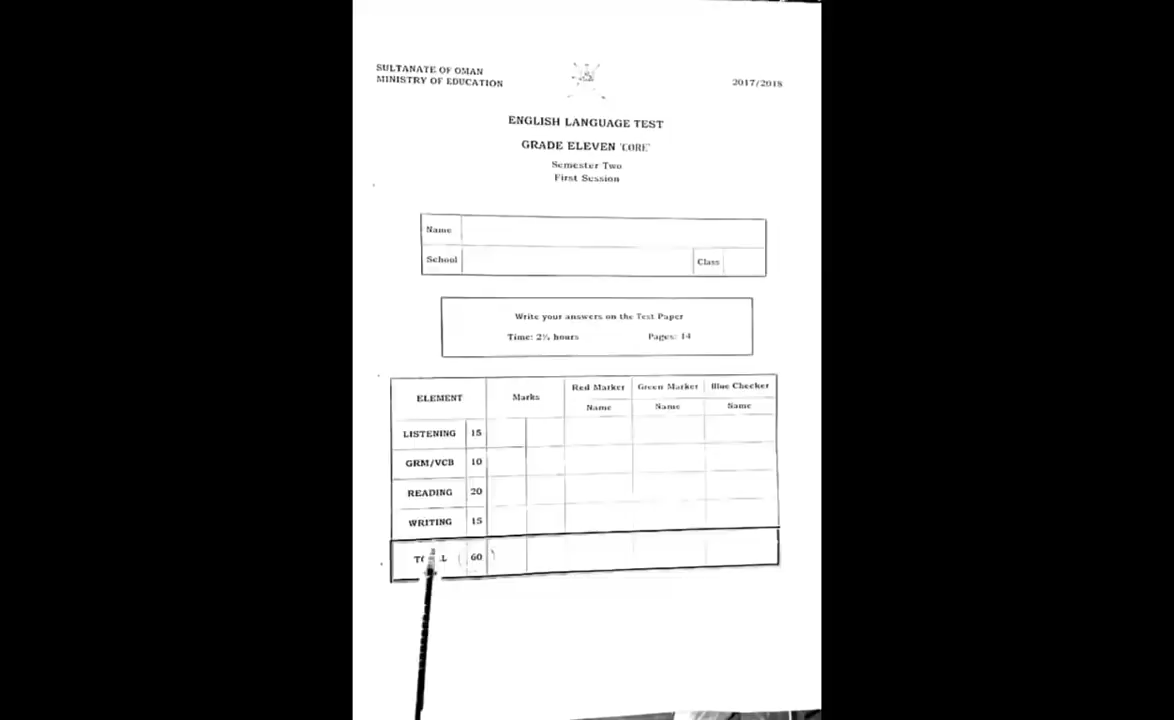 SULTANATE OF OMAN
MINISTRY OF EDUCATION
2017/2018
ENGLISH LANGUAGE TEST
GRADE ELEVEN 'CORE'
Semester Two
First Session
Name
School
Class
Write your answers on the Test Paper
Time: 2½ hours Pages: 14
ELEMENT Marks Red Marker Green Marker Blue Checker
Name Name Name
LISTENING 15
GRM/VCB 10
READING 20
WRITING 15
60